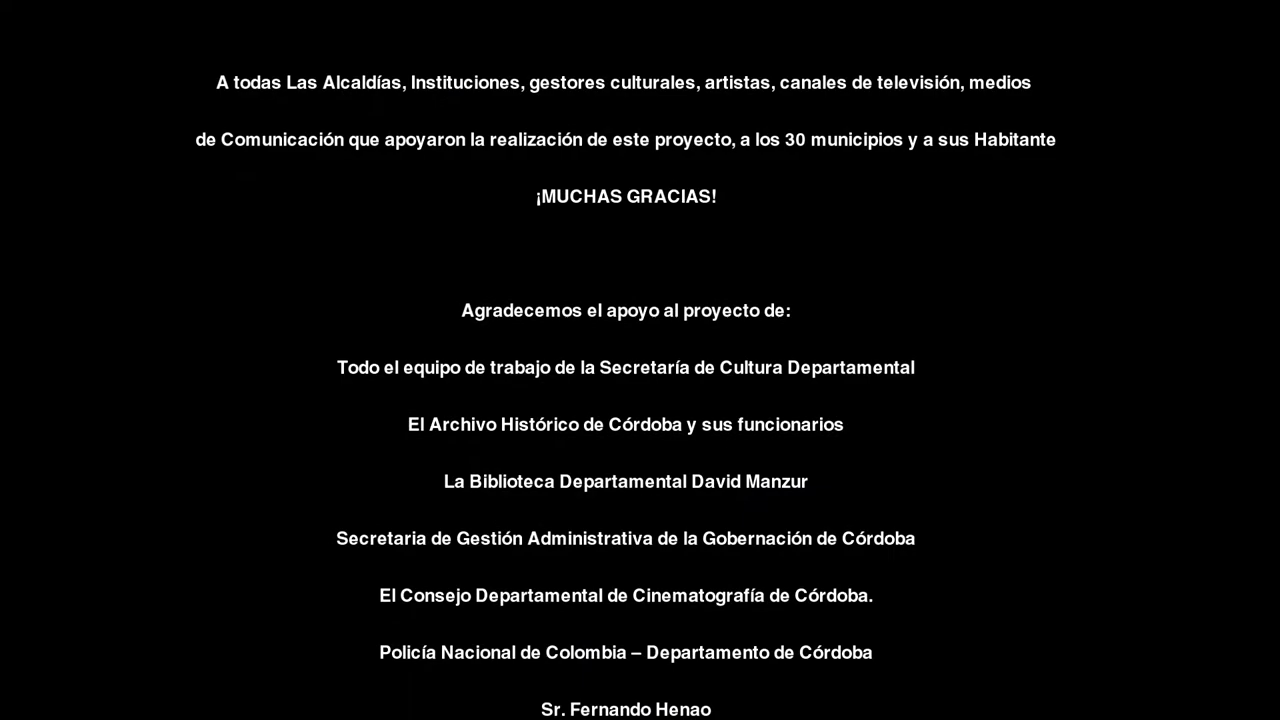 A todas Las Alcaldías, Instituciones, gestores culturales, artistas, canales de televisión, medios
de Comunicación que apoyaron la realización de este proyecto, a los 30 municipios y a sus Habitante
¡MUCHAS GRACIAS!
Agradecemos el apoyo al proyecto de:
Todo el equipo de trabajo de la Secretaría de Cultura Departamental
El Archivo Histórico de Córdoba y sus funcionarios
La Biblioteca Departamental David Manzur
Secretaria de Gestión Administrativa de la Gobernación de Córdoba
El Consejo Departamental de Cinematografía de Córdoba.
Policía Nacional de Colombia – Departamento de Córdoba
Sr. Fernando Henao